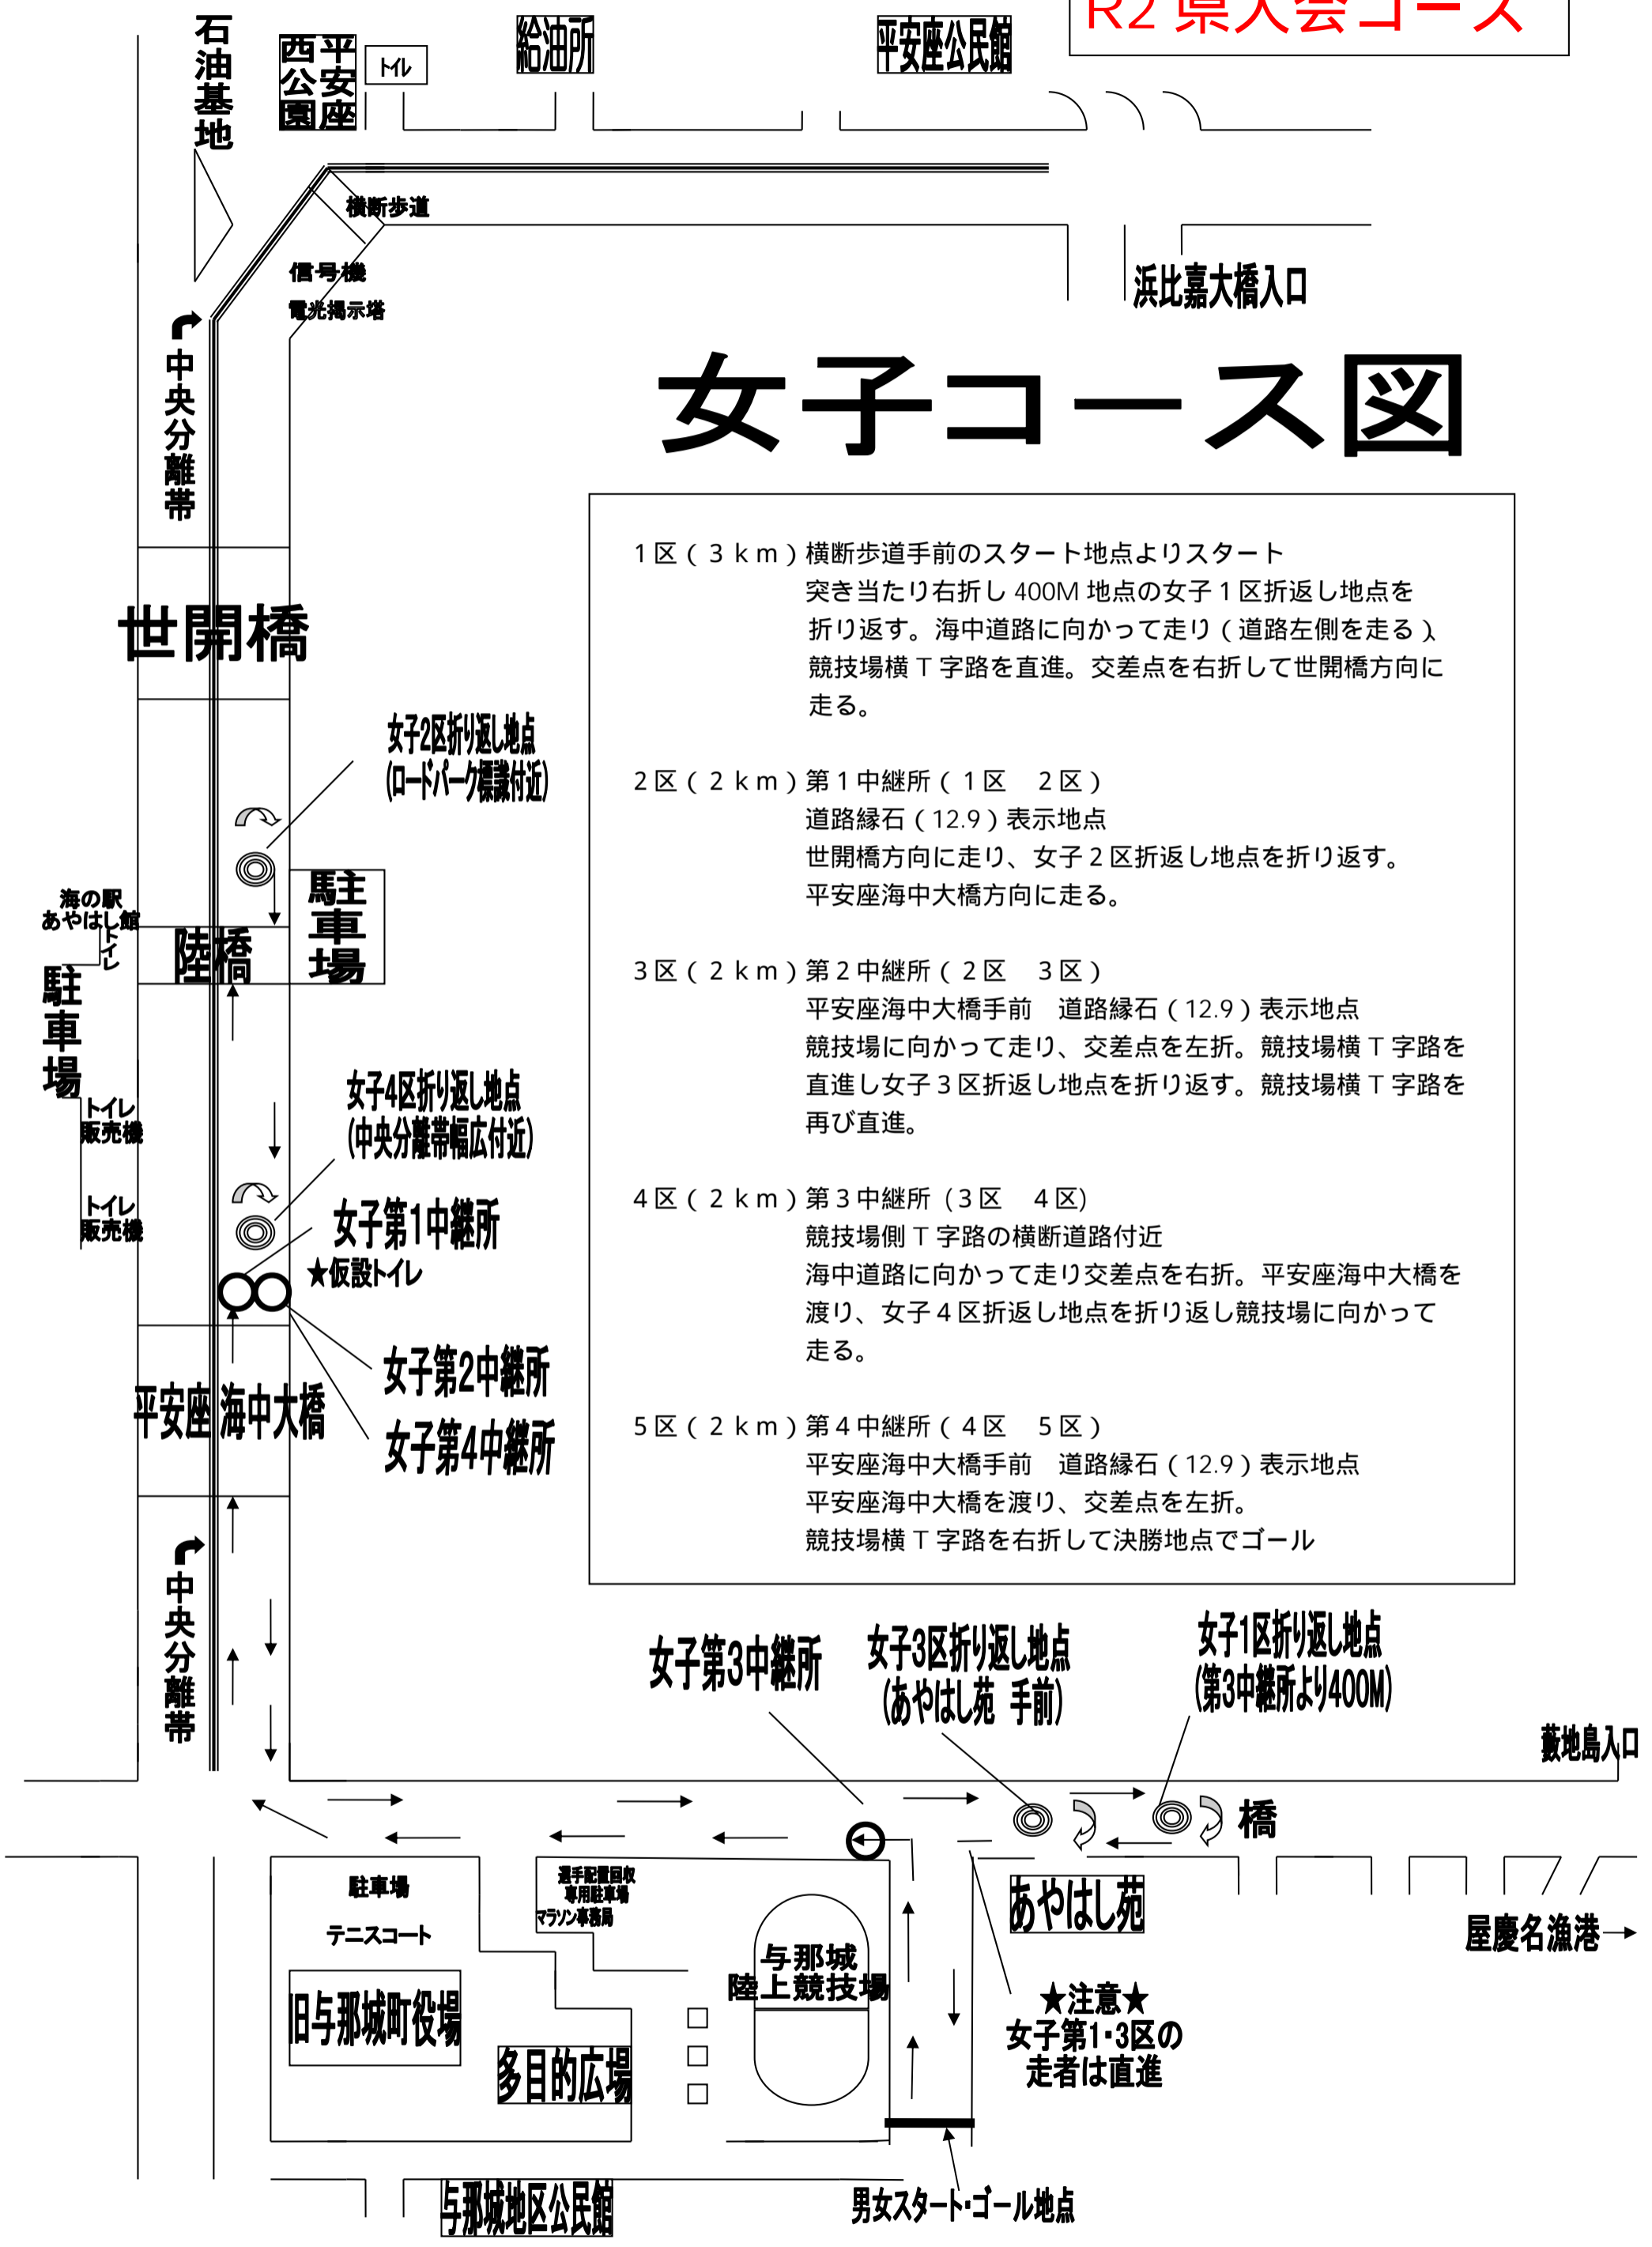 R2 県大会コース
石油基地
平安座
西公園
トイレ
給油所
平安座公民館
横断歩道
信号機
電光掲示塔
浜比嘉大橋入口
中央分離帯
女子コース図
世開橋
1区(3km)横断歩道手前のスタート地点よりスタート
突き当たり右折し 400M 地点の女子1区折返し地点を
折り返す。海中道路に向かって走り(道路左側を走る)、
競技場横T字路を直進。交差点を右折して世開橋方向に
走る。
2区(2km)第1中継所(1区　2区)
道路縁石(12.9)表示地点
世開橋方向に走り、女子2区折返し地点を折り返す。
平安座海中大橋方向に走る。
3区(2km)第2中継所(2区　3区)
平安座海中大橋手前　道路縁石(12.9)表示地点
競技場に向かって走り、交差点を左折。競技場横T字路を
直進し女子3区折返し地点を折り返す。競技場横T字路を
再び直進。
4区(2km)第3中継所(3区　4区)
競技場側T字路の横断道路付近
海中道路に向かって走り交差点を右折。平安座海中大橋を
渡り、女子4区折返し地点を折り返し競技場に向かって
走る。
5区(2km)第4中継所(4区　5区)
平安座海中大橋手前　道路縁石(12.9)表示地点
平安座海中大橋を渡り、交差点を左折。
競技場横T字路を右折して決勝地点でゴール
女子2区折り返し地点
(ロードパーク標識付近)
海の駅
あやはし館
トイレ
陸橋
駐車場
駐車場
トイレ
販売機
トイレ
販売機
女子4区折り返し地点
(中央分離帯幅広付近)
女子第1中継所
★仮設トイレ
女子第2中継所
平安座 海中大橋
女子第4中継所
中央分離帯
女子第3中継所
女子3区折り返し地点
(あやはし苑 手前)
女子1区折り返し地点
(第3中継所より400M)
藪地島入口
橋
駐車場
テニスコート
旧与那城町役場
選手配置回収
専用駐車場
マラソン事務局
多目的広場
与那城
陸上競技場
あやはし苑
屋慶名漁港
★注意★
女子第1・3区の
走者は直進
与那城地区公民館
男女スタート・ゴール地点